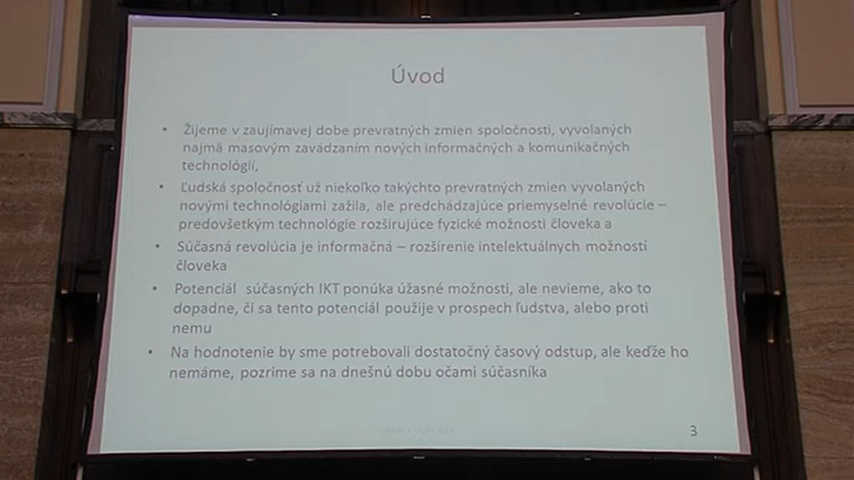 Úvod
• Žijeme v zaujímavej dobe prevratných zmien spoločnosti, vyvolaných
najmä masovým zavádzaním nových informačných a komunikačných
technológií,
• Ľudská spoločnosť už niekoľko takýchto prevratných zmien vyvolaných
novými technológiami zažila, ale predchádzajúce priemyselné revolúcie –
predovšetkým technológie rozširujúce fyzické možnosti človeka a
• Súčasná revolúcia je informačná – rozšírenie intelektuálnych možností
človeka
• Potenciál súčasných IKT ponúka úžasné možnosti, ale nevieme, ako to
dopadne, či sa tento potenciál použije v prospech ľudstva, alebo proti
nemu
• Na hodnotenie by sme potrebovali dostatočný časový odstup, ale keďže ho
nemáme, pozrime sa na dnešnú dobu očami súčasníka
3